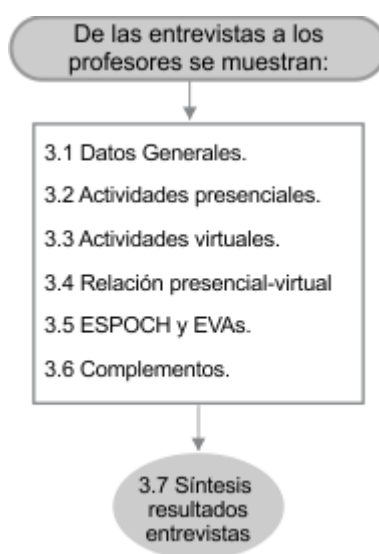 De las entrevistas a los
profesores se muestran:
3.1 Datos Generales.
3.2 Actividades presenciales.
3.3 Actividades virtuales.
3.4 Relación presencial-virtual
3.5 ESPOCH y EVAs.
3.6 Complementos.
3.7 Síntesis
resultados
entrevistas